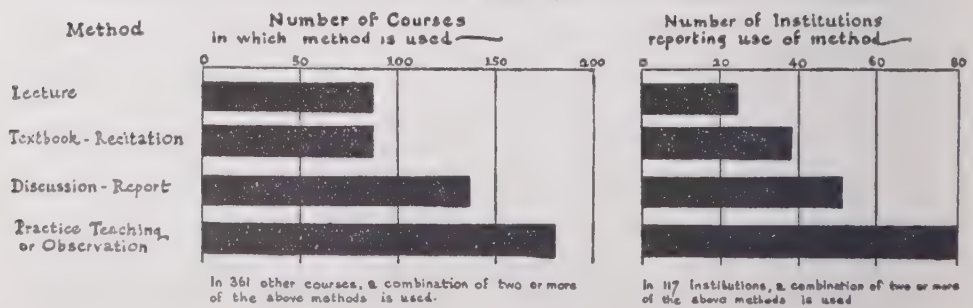 Method
Number of Courses
in which method is used
0 50 100 150 200
Number of Institutions
reporting use of method
0 20 40 60 80
Lecture
Textbook - Recitation
Discussion - Report
Practice Teaching
or Observation
In 361 other courses, a combination of two or more
of the above methods is used.
In 117 Institutions, a combination of two or more
of the above methods is used